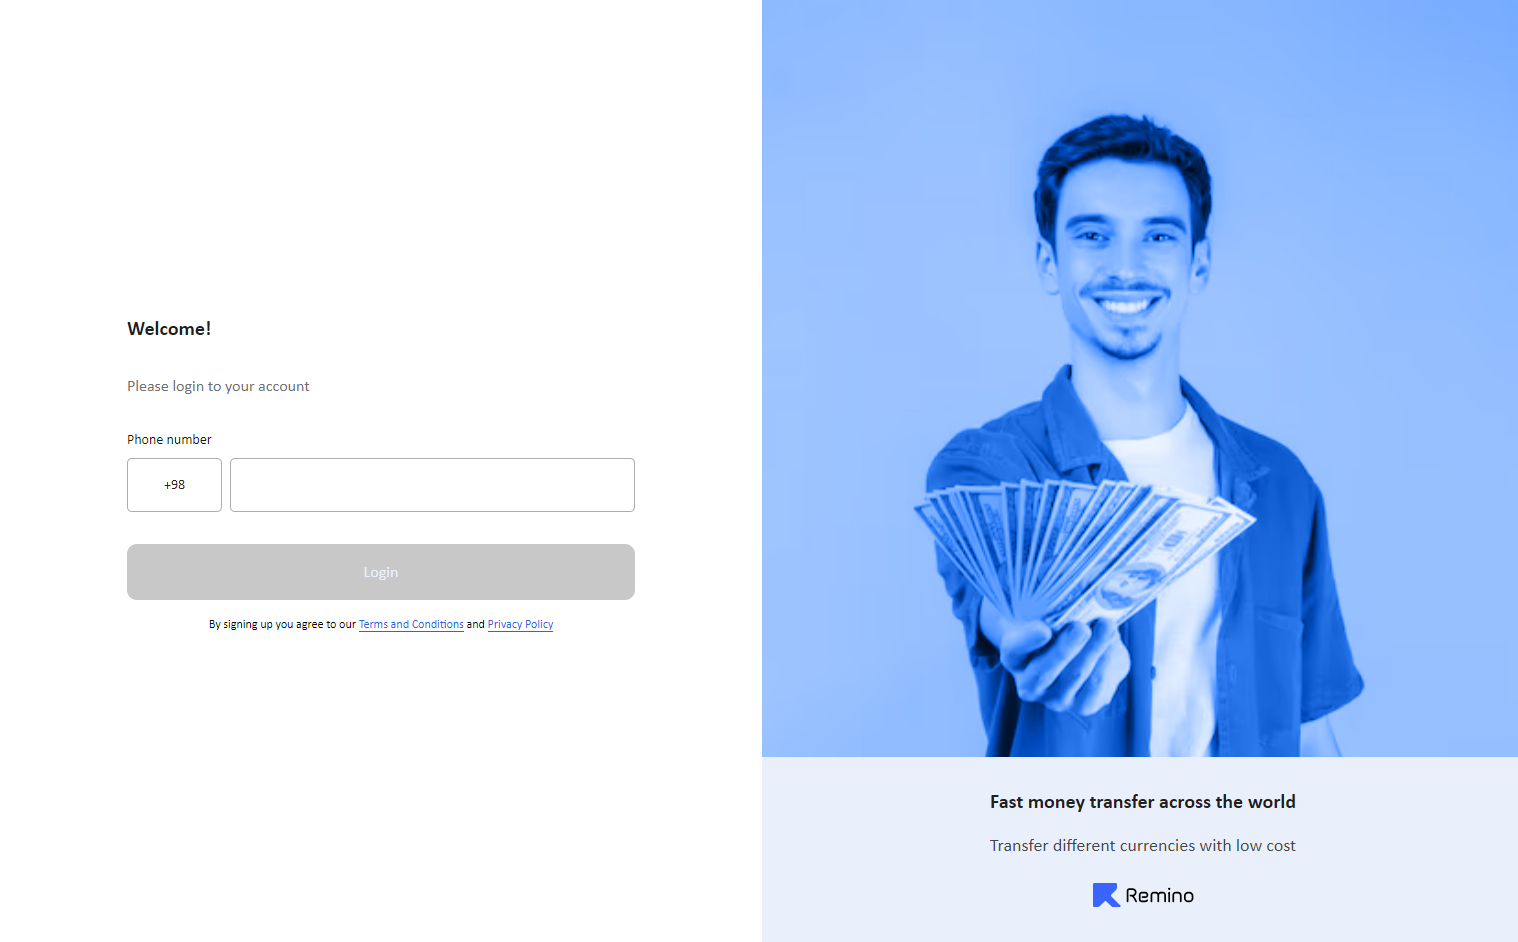 Welcome!
Please login to your account
Phone number
+98
Login
By signing up you agree to our Terms and Conditions and Privacy Policy
Fast money transfer across the world
Transfer different currencies with low cost
Remino